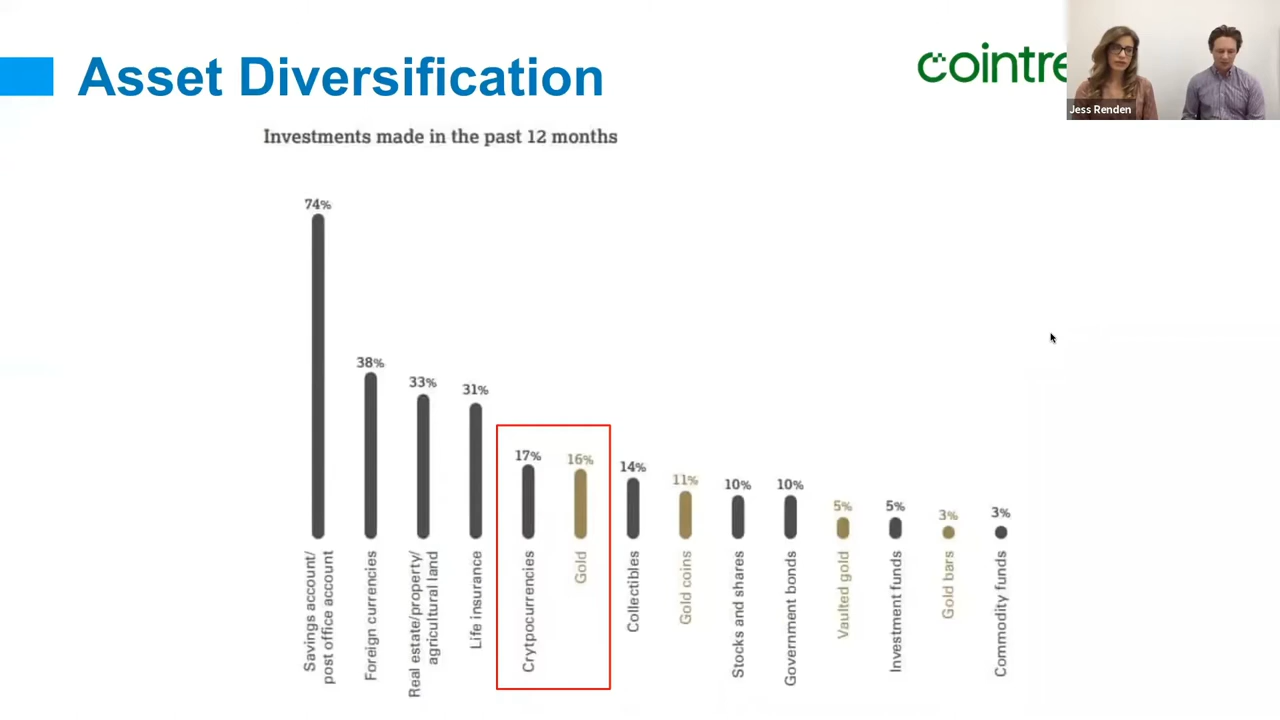 Asset Diversification
cointre
Jess Renden
Investments made in the past 12 months
74%
38%
33%
31%
17%
16%
14%
11%
10%
10%
5%
5%
3%
3%
Savings account/
post office account
Foreign currencies
Real estate/property/
agricultural land
Life insurance
Crytpocurrencies
Gold
Collectibles
Gold coins
Stocks and shares
Government bonds
Vaulted gold
Investment funds
Gold bars
Commodity funds